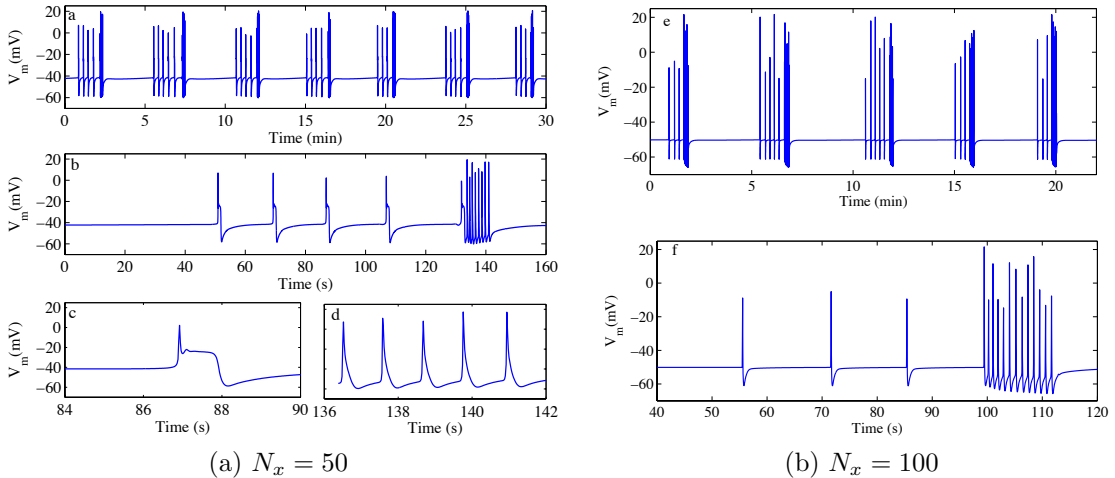 a
V_m(mV)
20
0
−20
−40
−60
0 5 10 15 20 25 30
Time (min)
b
V_m(mV)
20
0
−20
−40
−60
0 20 40 60 80 100 120 140 160
Time (s)
c
V_m(mV)
20
0
−20
−40
−60
84 86 88 90
Time (s)
d
136 138 140 142
Time (s)
(a) N_x = 50
e
V_m(mV)
20
0
−20
−40
−60
0 5 10 15 20
Time (min)
f
V_m(mV)
20
0
−20
−40
−60
40 50 60 70 80 90 100 110 120
Time (s)
(b) N_x = 100